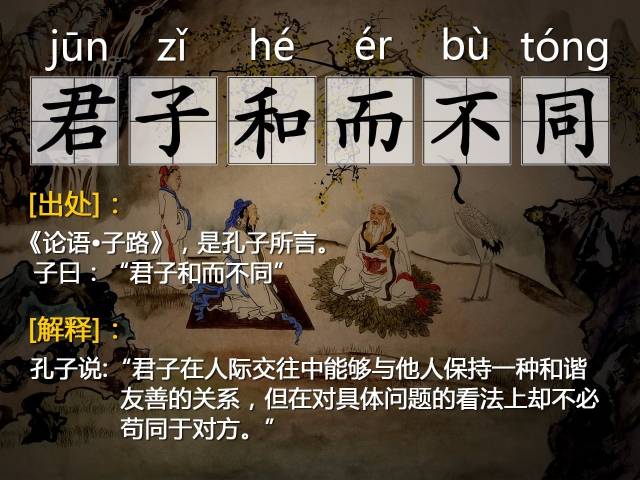 jūn zǐ hé ér bù tóng
君子和而不同
[出处]：
《论语•子路》，是孔子所言。
子曰：“君子和而不同”
[解释]：
孔子说:“君子在人际交往中能够与他人保持一种和谐
友善的关系，但在对具体问题的看法上却不必
苟同于对方。”